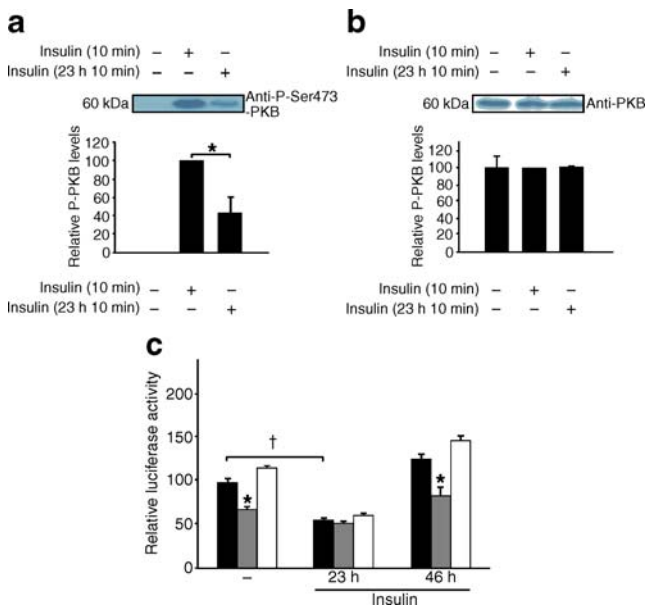 a
Insulin (10 min) – + –
Insulin (23 h 10 min) – – +
60 kDa Anti-P-Ser473
-PKB
Relative P-PKB levels
120
100
80
60
40
20
0
*
Insulin (10 min) – + –
Insulin (23 h 10 min) – – +
b
Insulin (10 min) – + –
Insulin (23 h 10 min) – – +
60 kDa Anti-PKB
Relative P-PKB levels
120
100
80
60
40
20
0
Insulin (10 min) – + –
Insulin (23 h 10 min) – – +
c
Relative luciferase activity
200
150
100
50
0
†
*
*
– 23 h 46 h
Insulin